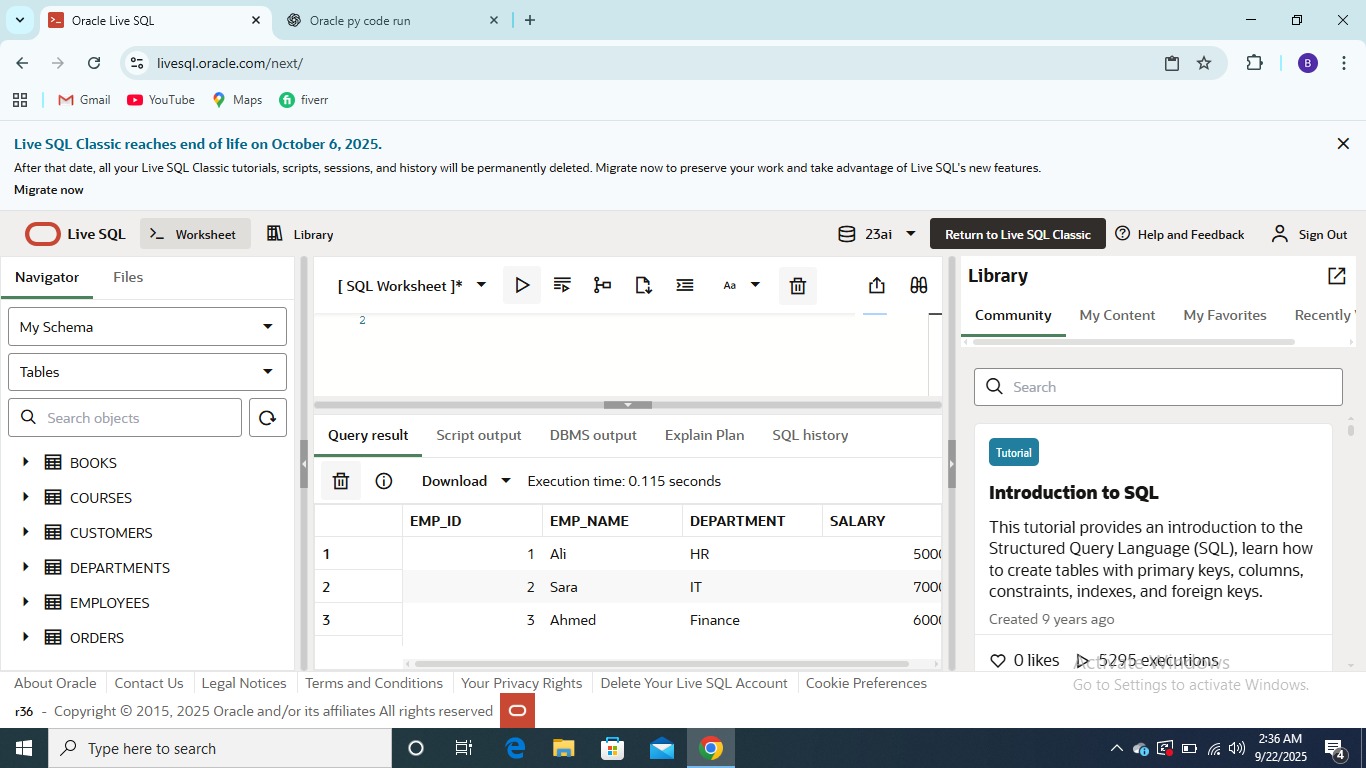 Oracle Live SQL
Oracle py code run
livesql.oracle.com/next/
B
Gmail
YouTube
Maps
fiverr
Live SQL Classic reaches end of life on October 6, 2025.
After that date, all your Live SQL Classic tutorials, scripts, sessions, and history will be permanently deleted. Migrate now to preserve your work and take advantage of Live SQL's new features.
Migrate now
Live SQL
Worksheet
Library
23ai
Return to Live SQL Classic
Help and Feedback
Sign Out
Navigator
Files
My Schema
Tables
Search objects
BOOKS
COURSES
CUSTOMERS
DEPARTMENTS
EMPLOYEES
ORDERS
[ SQL Worksheet ]*
Aa
2
Query result
Script output
DBMS output
Explain Plan
SQL history
Download
Execution time: 0.115 seconds
EMP_ID EMP_NAME DEPARTMENT SALARY
1 1 Ali HR 5000
2 2 Sara IT 7000
3 3 Ahmed Finance 6000
Library
Community
My Content
My Favorites
Recently
Search
Tutorial
Introduction to SQL
This tutorial provides an introduction to the
Structured Query Language (SQL), learn how
to create tables with primary keys, columns,
constraints, indexes, and foreign keys.
Created 9 years ago
0 likes
5295 executions
Activate Windows
Go to Settings to activate Windows.
About Oracle
Contact Us
Legal Notices
Terms and Conditions
Your Privacy Rights
Delete Your Live SQL Account
Cookie Preferences
r36 - Copyright © 2015, 2025 Oracle and/or its affiliates All rights reserved
Type here to search
2:36 AM
9/22/2025
4